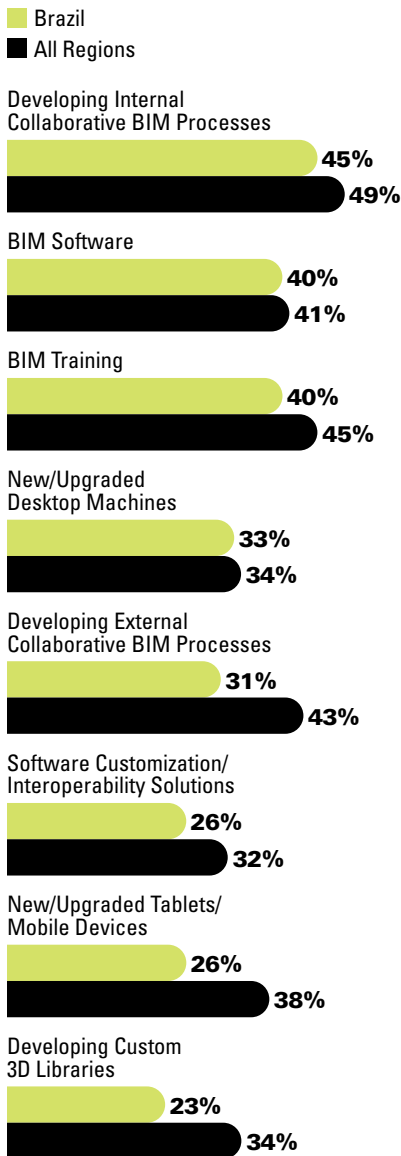 Brazil
All Regions
Developing Internal
Collaborative BIM Processes
45%
49%
BIM Software
40%
41%
BIM Training
40%
45%
New/Upgraded
Desktop Machines
33%
34%
Developing External
Collaborative BIM Processes
31%
43%
Software Customization/
Interoperability Solutions
26%
32%
New/Upgraded Tablets/
Mobile Devices
26%
38%
Developing Custom
3D Libraries
23%
34%